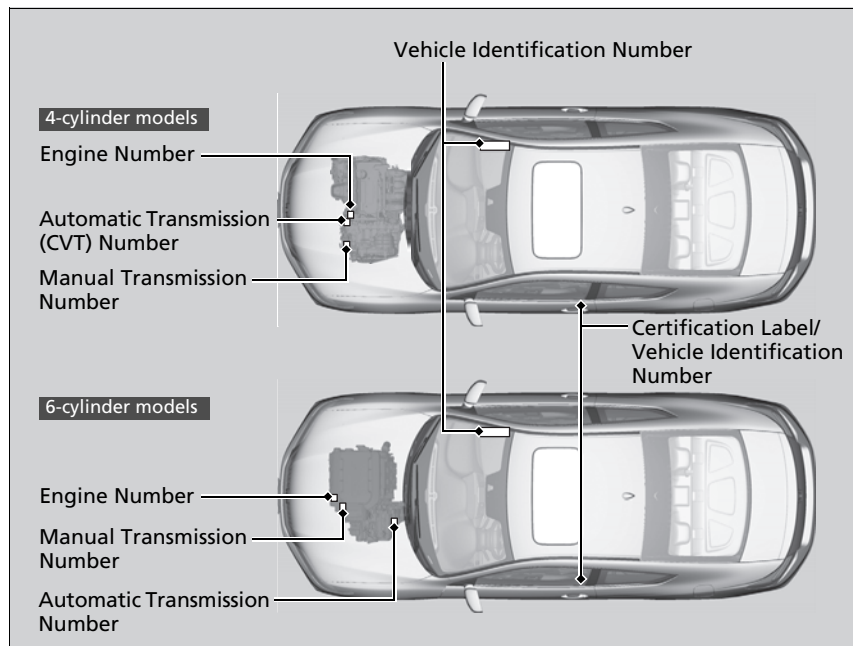 Vehicle Identification Number
4-cylinder models
Engine Number
Automatic Transmission
(CVT) Number
Manual Transmission
Number
Certification Label/
Vehicle Identification
Number
6-cylinder models
Engine Number
Manual Transmission
Number
Automatic Transmission
Number